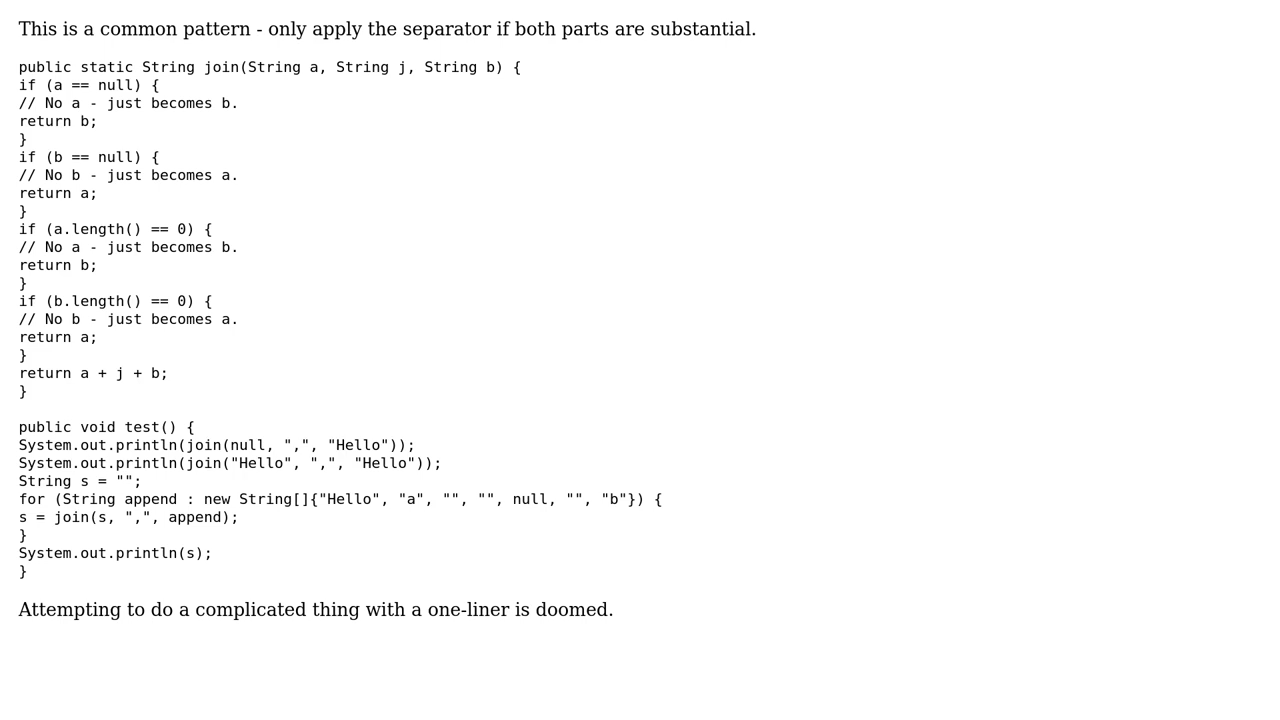 This is a common pattern - only apply the separator if both parts are substantial.
public static String join(String a, String j, String b) {
if (a == null) {
// No a - just becomes b.
return b;
}
if (b == null) {
// No b - just becomes a.
return a;
}
if (a.length() == 0) {
// No a - just becomes b.
return b;
}
if (b.length() == 0) {
// No b - just becomes a.
return a;
}
return a + j + b;
}

public void test() {
System.out.println(join(null, ",", "Hello"));
System.out.println(join("Hello", ",", "Hello"));
String s = "";
for (String append : new String[]{"Hello", "a", "", "", null, "", "b"}) {
s = join(s, ",", append);
}
System.out.println(s);
}
Attempting to do a complicated thing with a one-liner is doomed.